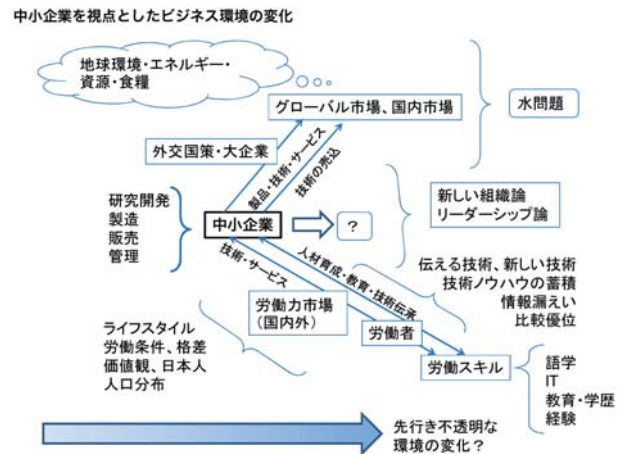 中小企業を視点としたビジネス環境の変化
地球環境・エネルギー・
資源・食糧
グローバル市場、国内市場
水問題
外交国策・大企業
製品・技術・サービス
技術の売込
研究開発
製造
販売
管理
中小企業
?
新しい組織論
リーダーシップ論
技術・サービス
人材育成・教育・技術伝承
伝える技術、新しい技術
技術ノウハウの蓄積
情報漏えい
比較優位
労働力市場
(国内外)
労働者
ライフスタイル
労働条件、格差
価値観、日本人
人口分布
労働スキル
語学
IT
教育・学歴
経験
先行き不透明な
環境の変化?